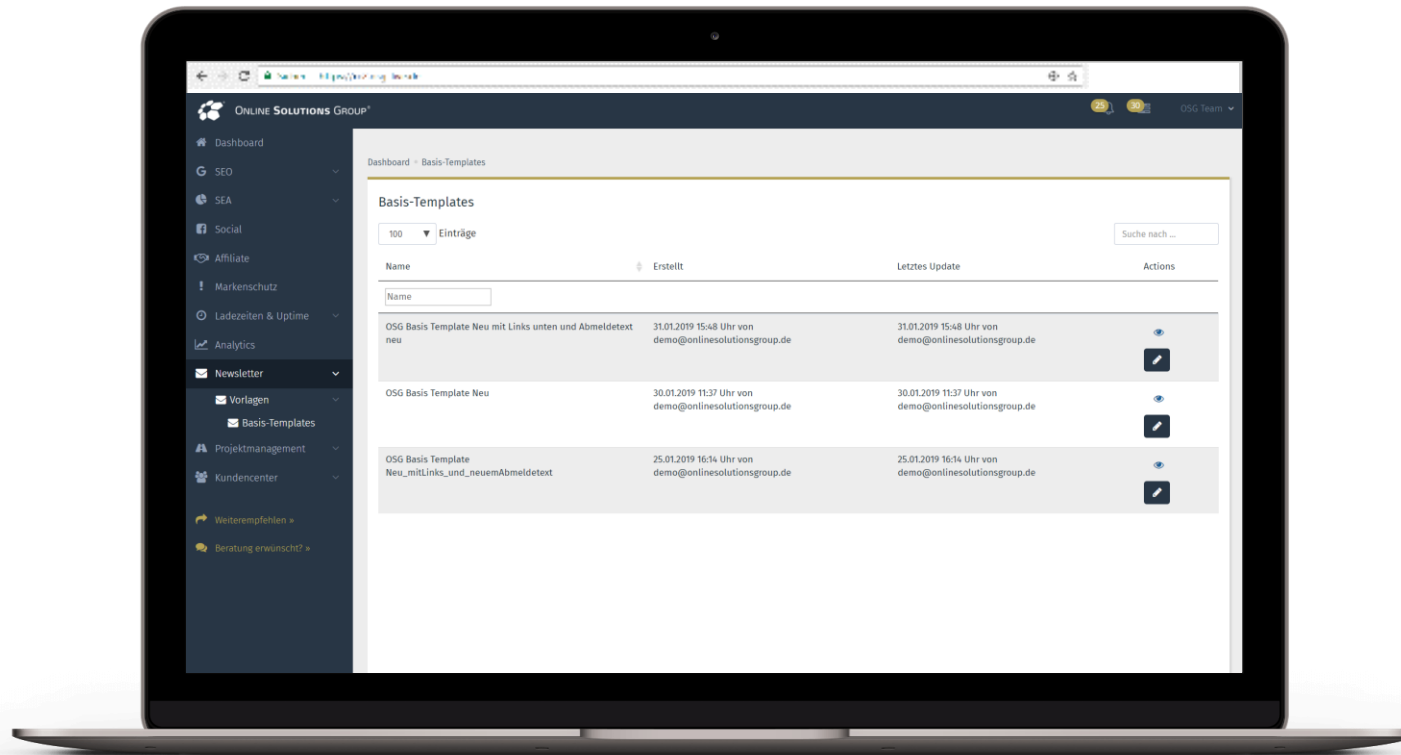 ONLINE SOLUTIONS GROUP®
25
30
OSG Team
Dashboard
SEO
SEA
Social
Affiliate
Markenschutz
Ladezeiten & Uptime
Analytics
Newsletter
Vorlagen
Basis-Templates
Projektmanagement
Kundencenter
Weiterempfehlen »
Beratung erwünscht? »
Dashboard Basis-Templates
Basis-Templates
100 Einträge
Suche nach ...
Name Erstellt Letztes Update Actions
Name
OSG Basis Template Neu mit Links unten und Abmeldetext 31.01.2019 15:48 Uhr von 31.01.2019 15:48 Uhr von
neu demo@onlinesolutionsgroup.de demo@onlinesolutionsgroup.de
OSG Basis Template Neu 30.01.2019 11:37 Uhr von 30.01.2019 11:37 Uhr von
demo@onlinesolutionsgroup.de demo@onlinesolutionsgroup.de
OSG Basis Template 25.01.2019 16:14 Uhr von 25.01.2019 16:14 Uhr von
Neu_mitLinks_und_neuemAbmeldetext demo@onlinesolutionsgroup.de demo@onlinesolutionsgroup.de